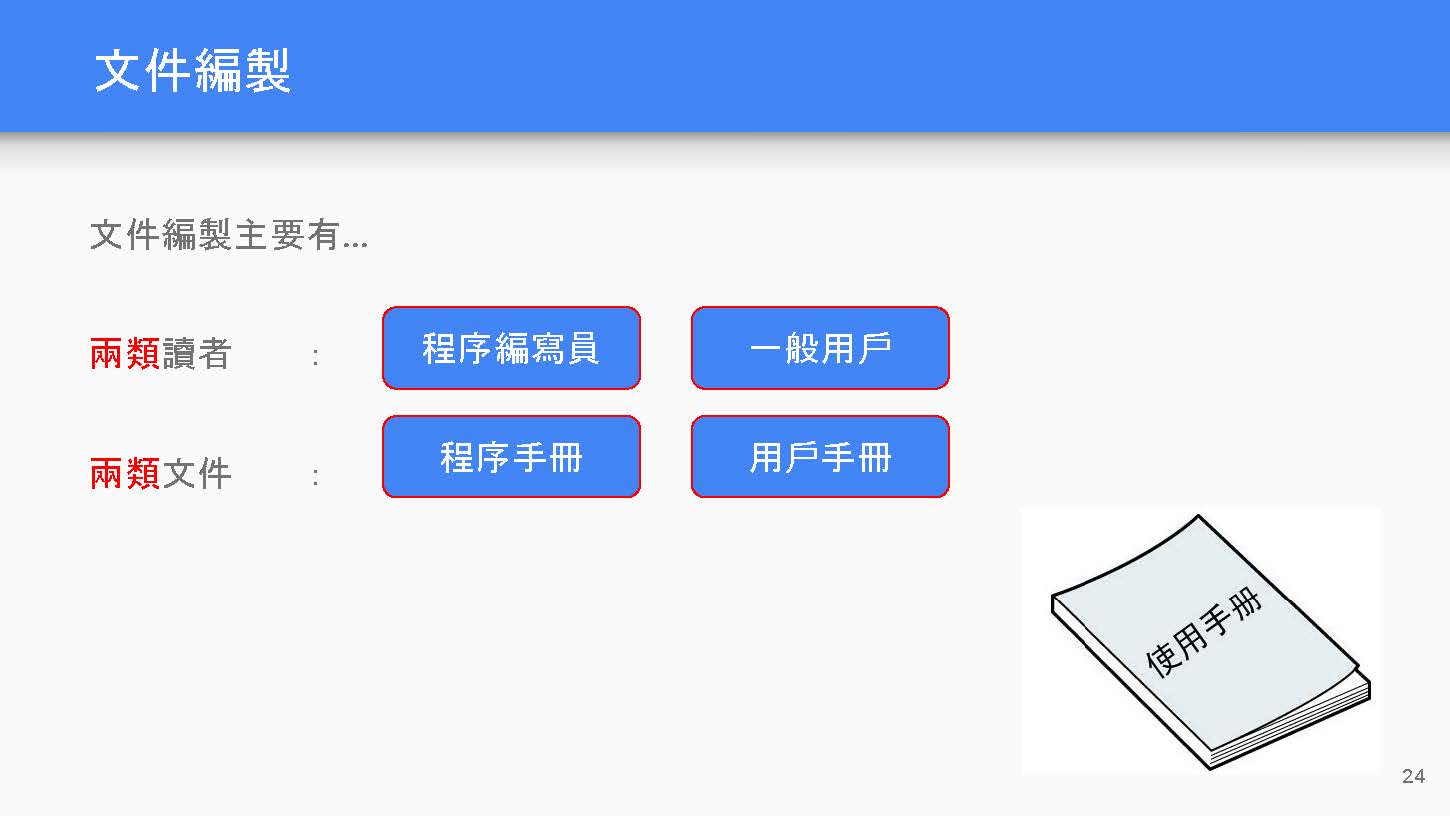 文件編製
文件編製主要有...
兩類讀者 : 程序編寫員 一般用戶
兩類文件 : 程序手冊 用戶手冊
使用手册
24